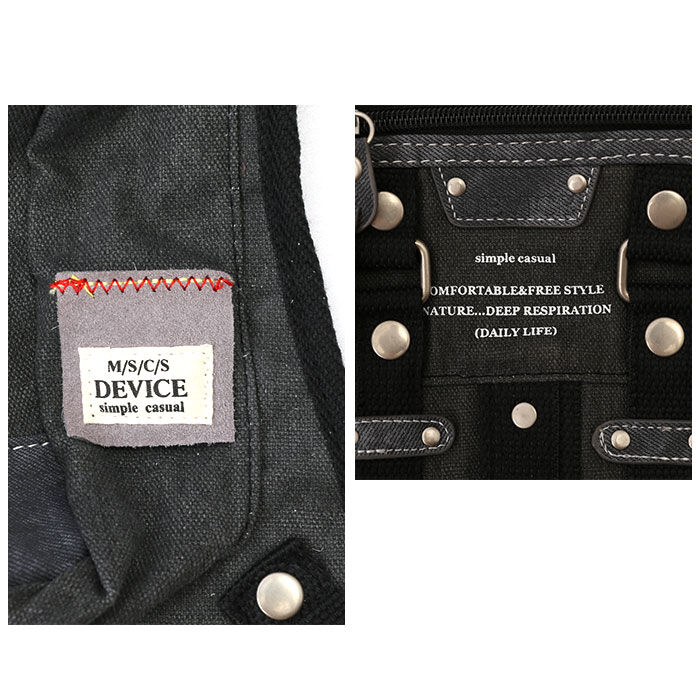 M/S/C/S
DEVICE
simple casual
simple casual
OMFORTABLE&FREE STYLE
NATURE...DEEP RESPIRATION
(DAILY LIFE)